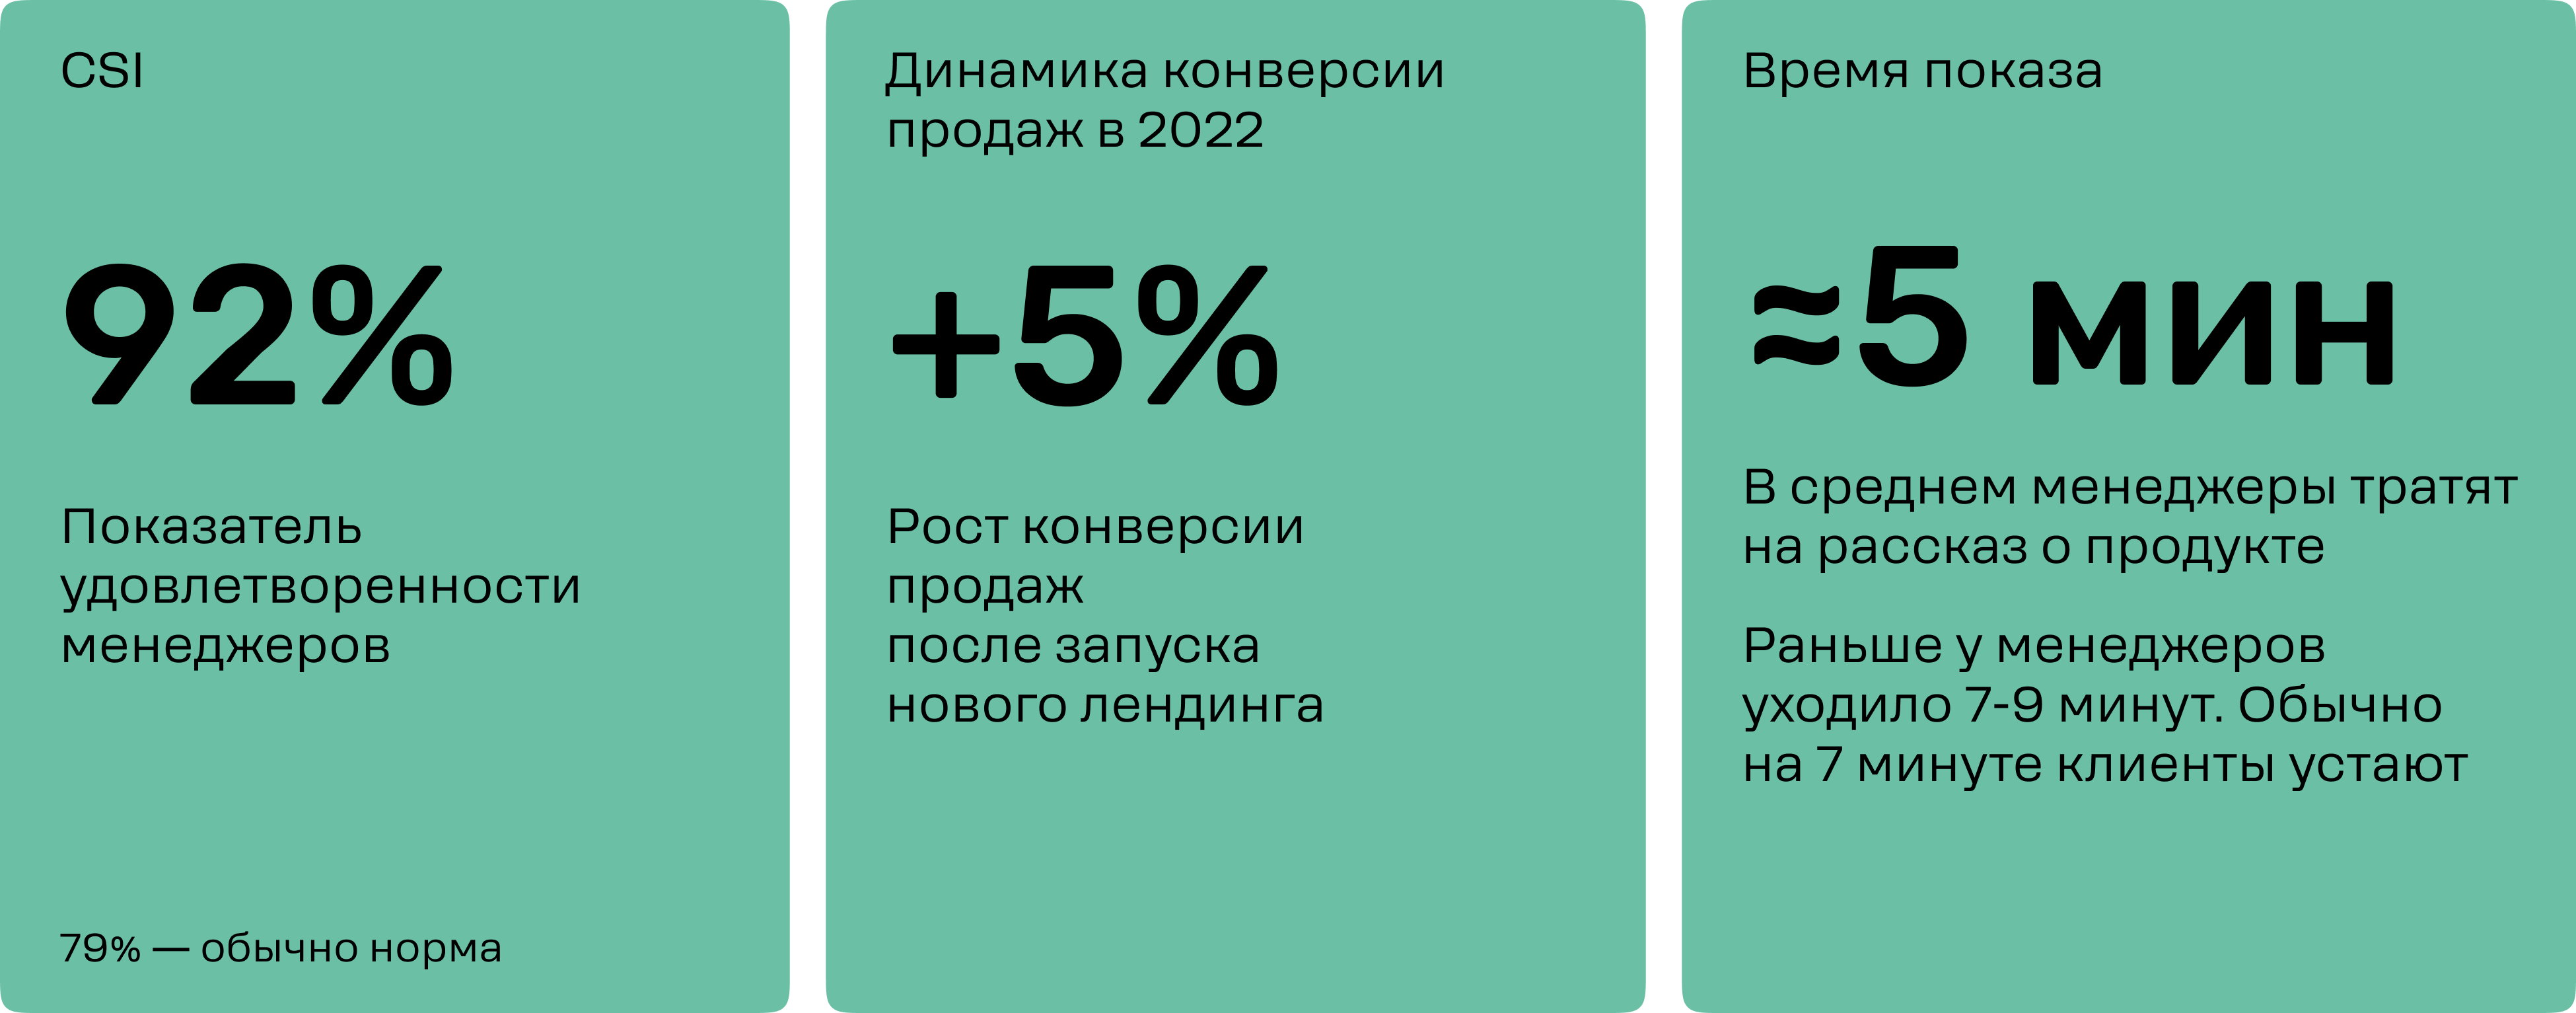 CSI
92%
Показатель
удовлетворенности
менеджеров
79% — обычно норма
Динамика конверсии
продаж в 2022
+5%
Рост конверсии
продаж
после запуска
нового лендинга
Время показа
≈5 мин
В среднем менеджеры тратят
на рассказ о продукте
Раньше у менеджеров
уходило 7-9 минут. Обычно
на 7 минуте клиенты устают